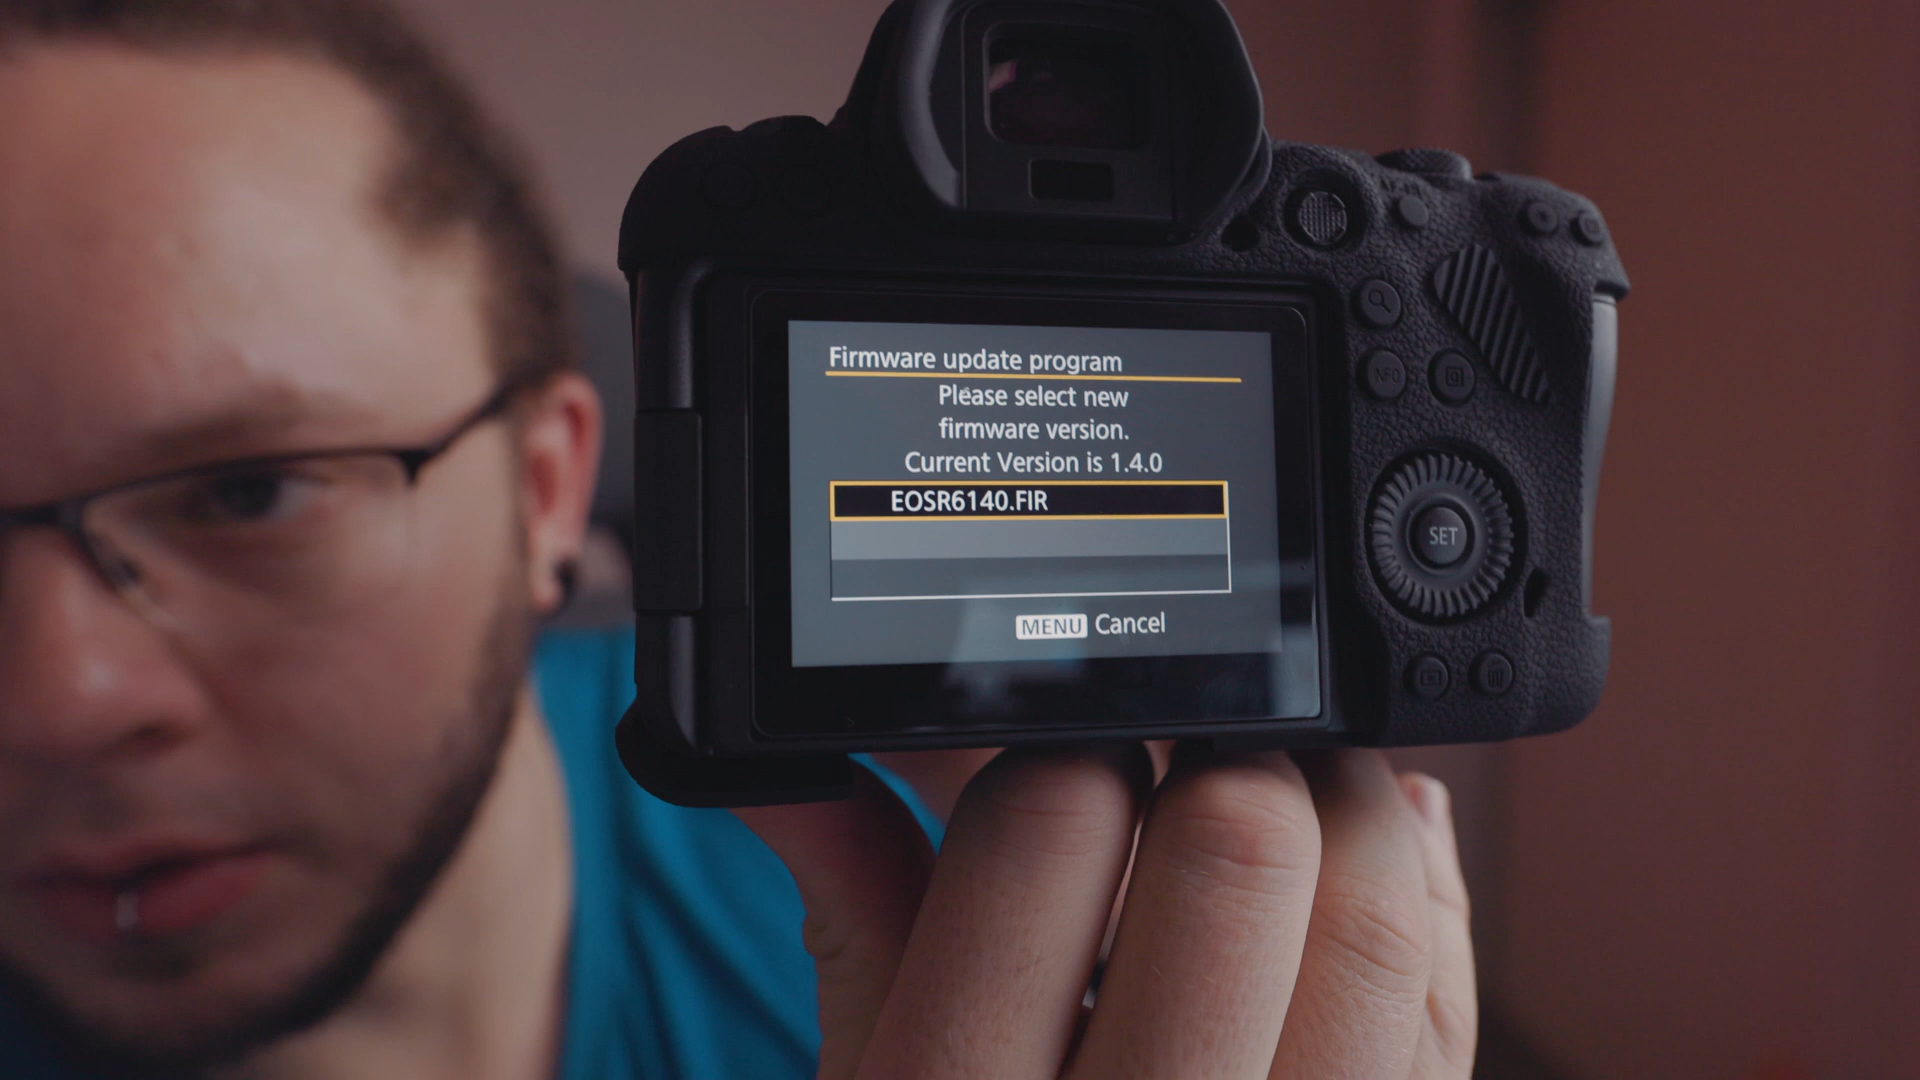 Firmware update program
Please select new
firmware version.
Current Version is 1.4.0
EOSR6140.FIR
MENU Cancel
INFO
SET